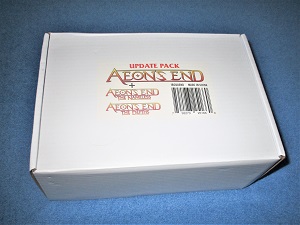 UPDATE PACK
AEON'S END
+
AEON'S END
THE NAMELESS
AEON'S END
THE DEPTHS